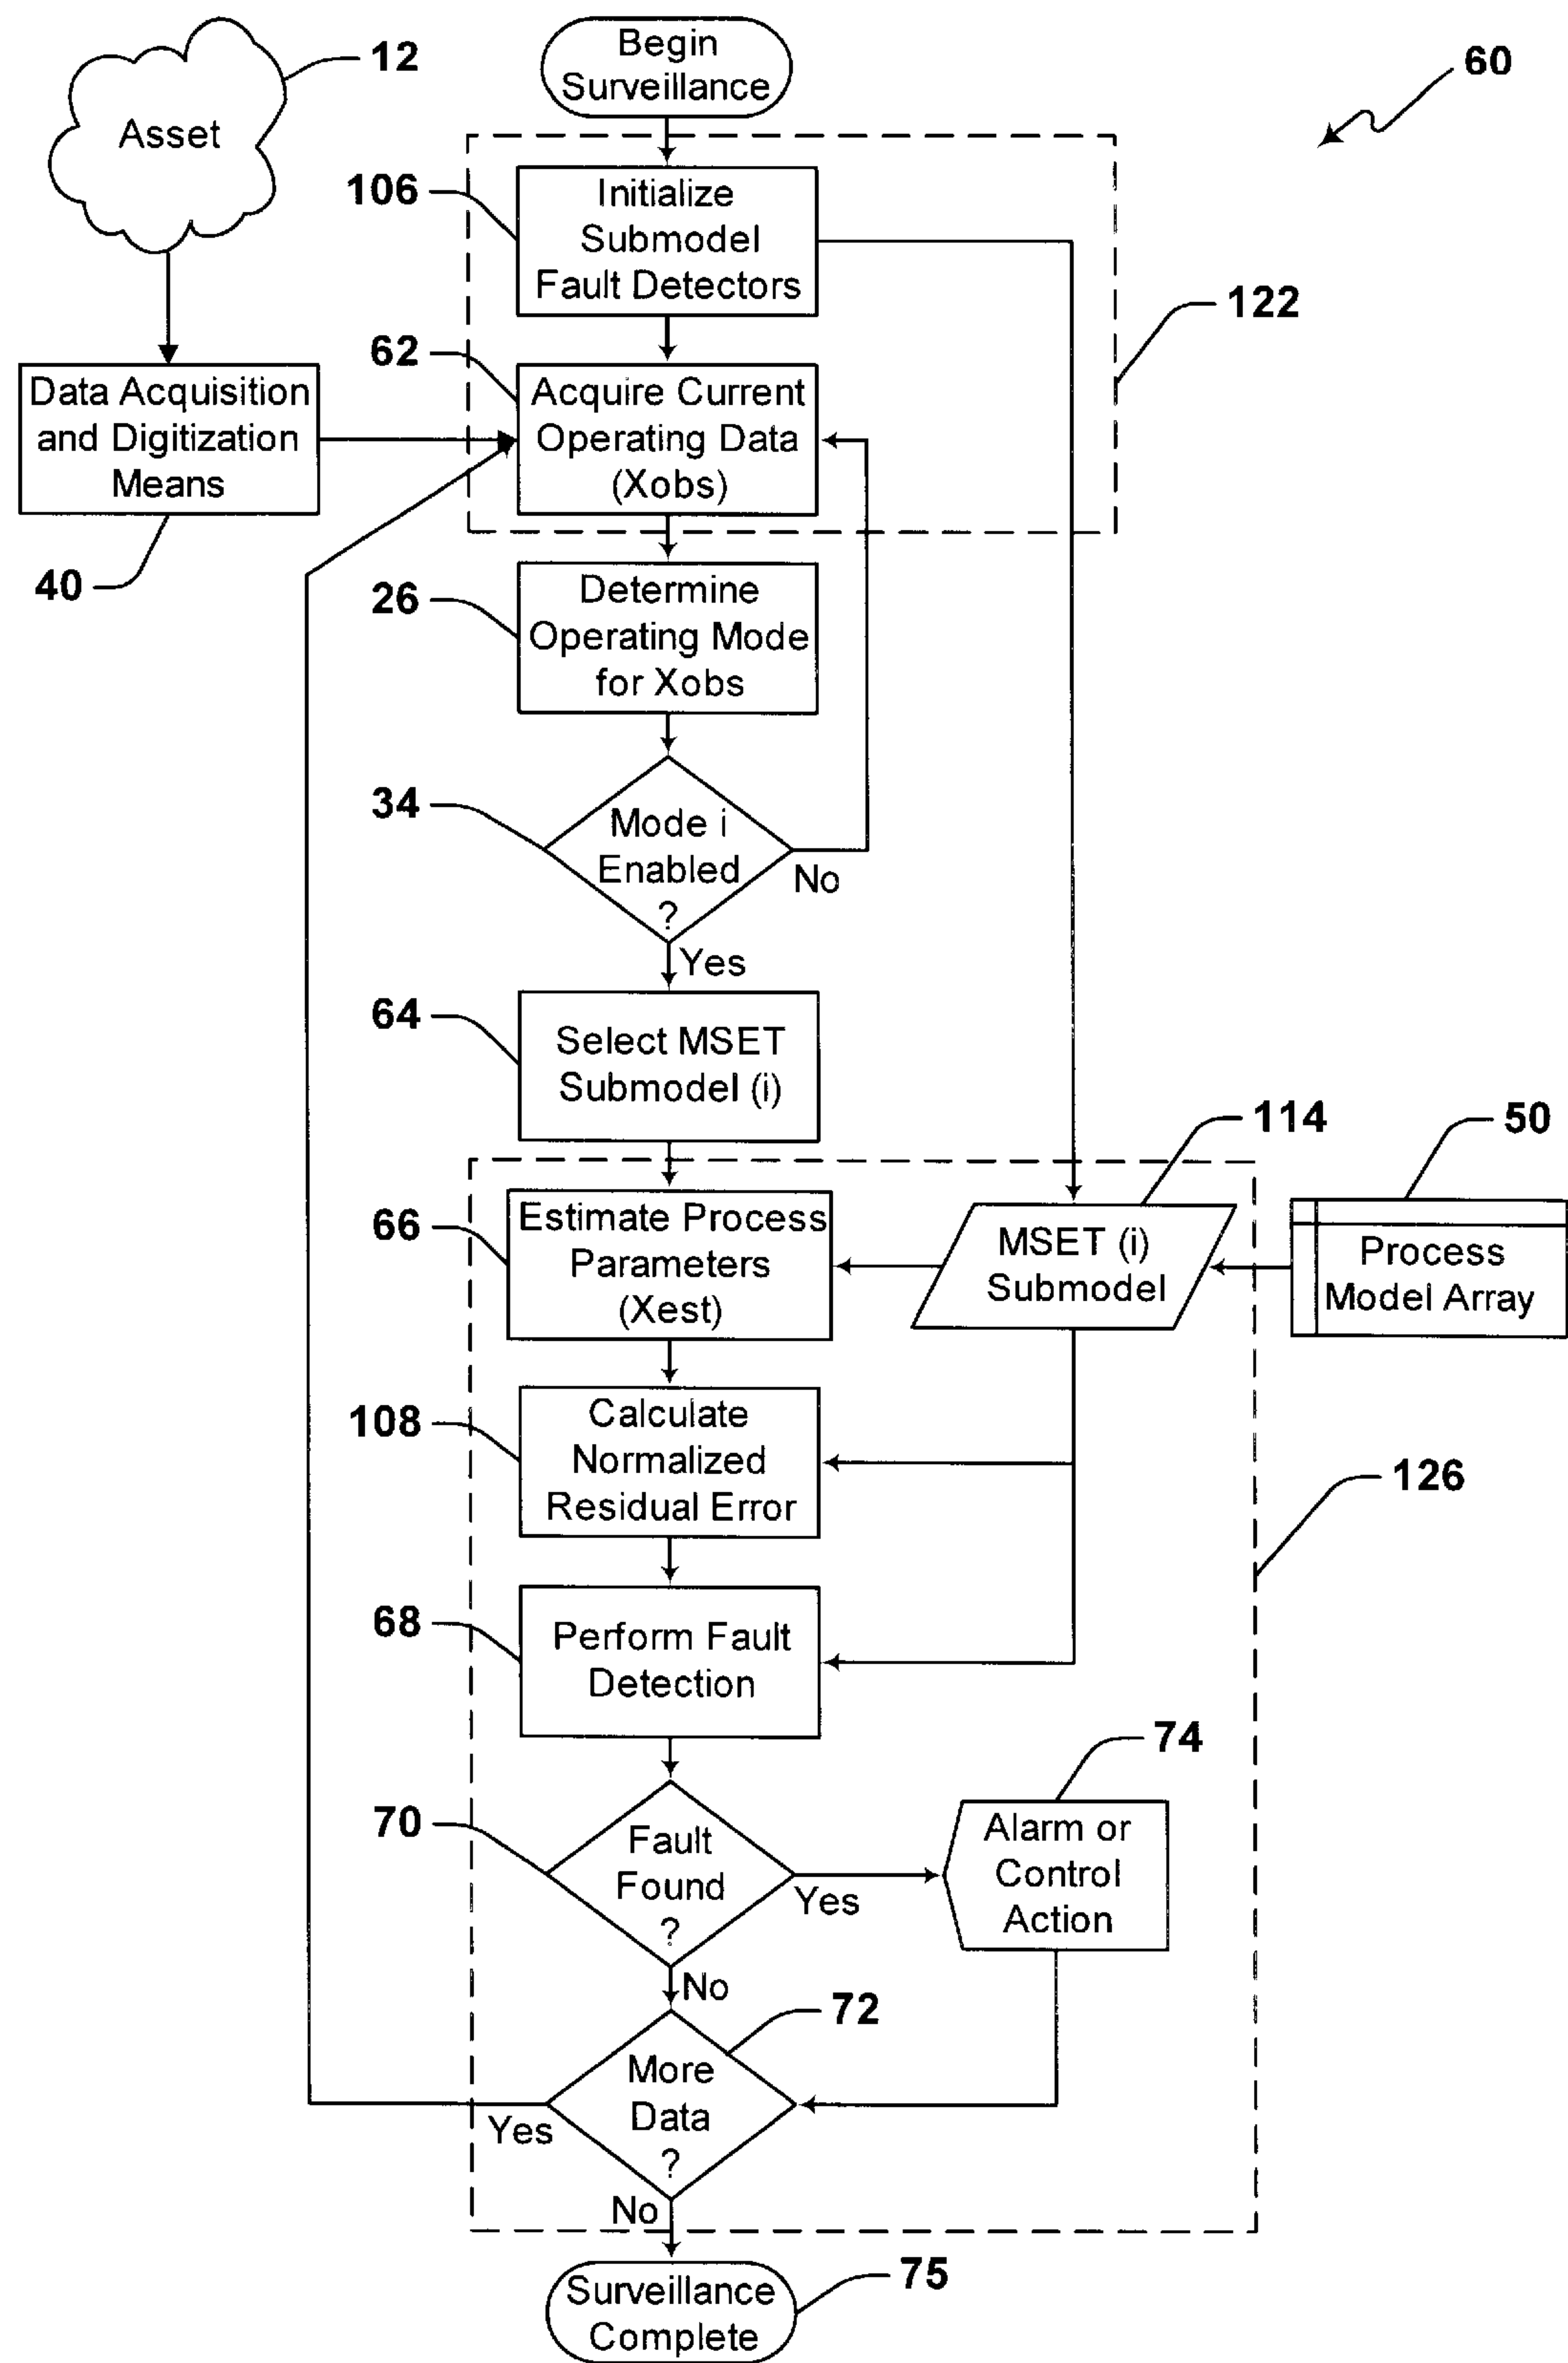 12
Begin
Surveillance
60
Asset
106
Initialize
Submodel
Fault Detectors
122
62
Data Acquisition
and Digitization
Means
Acquire Current
Operating Data
(Xobs)
40
26
Determine
Operating Mode
for Xobs
34
Mode i
Enabled
?
No
Yes
64
Select MSET
Submodel (i)
114
50
66
Estimate Process
Parameters
(Xest)
MSET (i)
Submodel
Process
Model Array
108
Calculate
Normalized
Residual Error
126
68
Perform Fault
Detection
74
70
Fault
Found
?
Yes
Alarm or
Control
Action
No
72
More
Data
?
Yes
No
75
Surveillance
Complete